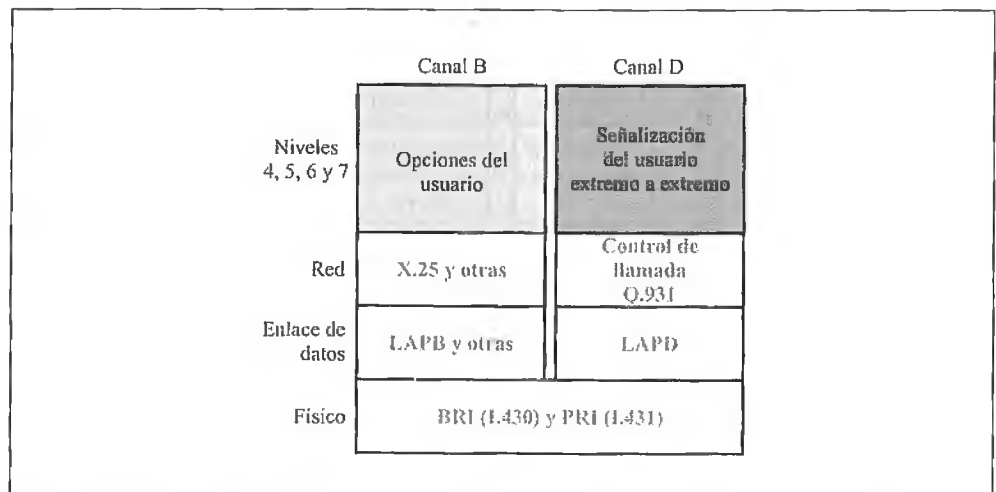 Canal B
Canal D
Niveles
4, 5, 6 y 7
Opciones del
usuario
Señalización
del usuario
extremo a extremo
Red
X.25 y otras
Control de
llamada
Q.931
Enlace de
datos
LAPB y otras
LAPD
Físico
BRI (I.430) y PRI (I.431)